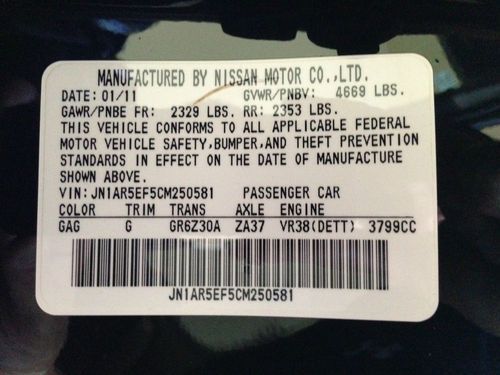 MANUFACTURED BY NISSAN MOTOR CO.,LTD.
DATE: 01/11 GVWR/PNBV: 4669 LBS.
GAWR/PNBE FR: 2329 LBS. RR: 2353 LBS.
THIS VEHICLE CONFORMS TO ALL APPLICABLE FEDERAL
MOTOR VEHICLE SAFETY,BUMPER,AND THEFT PREVENTION
STANDARDS IN EFFECT ON THE DATE OF MANUFACTURE
SHOWN ABOVE.
VIN: JN1AR5EF5CM250581 PASSENGER CAR
COLOR TRIM TRANS AXLE ENGINE
GAG G GR6Z30A ZA37 VR38(DETT) 3799CC
JN1AR5EF5CM250581